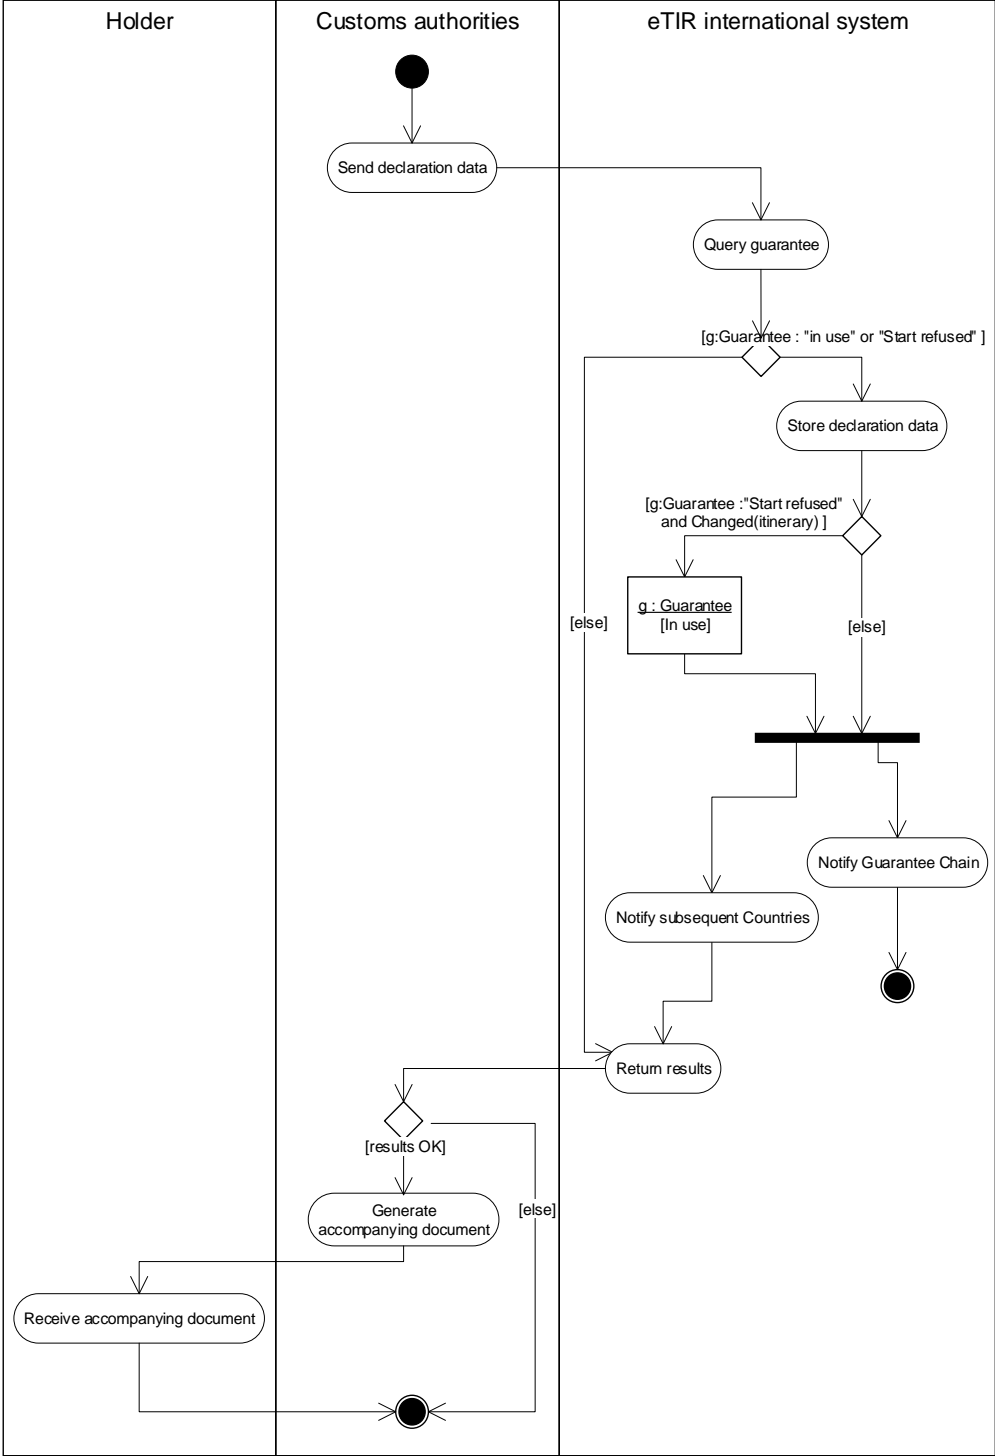 Holder
Customs authorities
eTIR international system
Send declaration data
Query guarantee
[g:Guarantee : "in use" or "Start refused" ]
Store declaration data
[g:Guarantee :"Start refused"
and Changed(itinerary) ]
g : Guarantee
[In use]
[else]
[else]
Notify Guarantee Chain
Notify subsequent Countries
Return results
[results OK]
Generate
accompanying document
[else]
Receive accompanying document